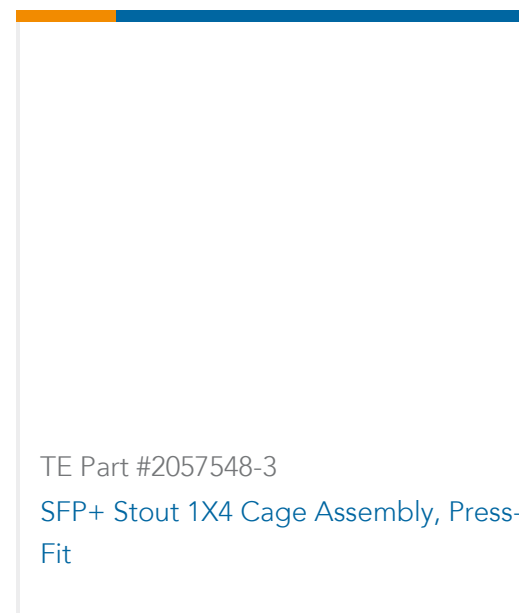 TE Part #2057548-3
SFP+ Stout 1X4 Cage Assembly, Press-
Fit